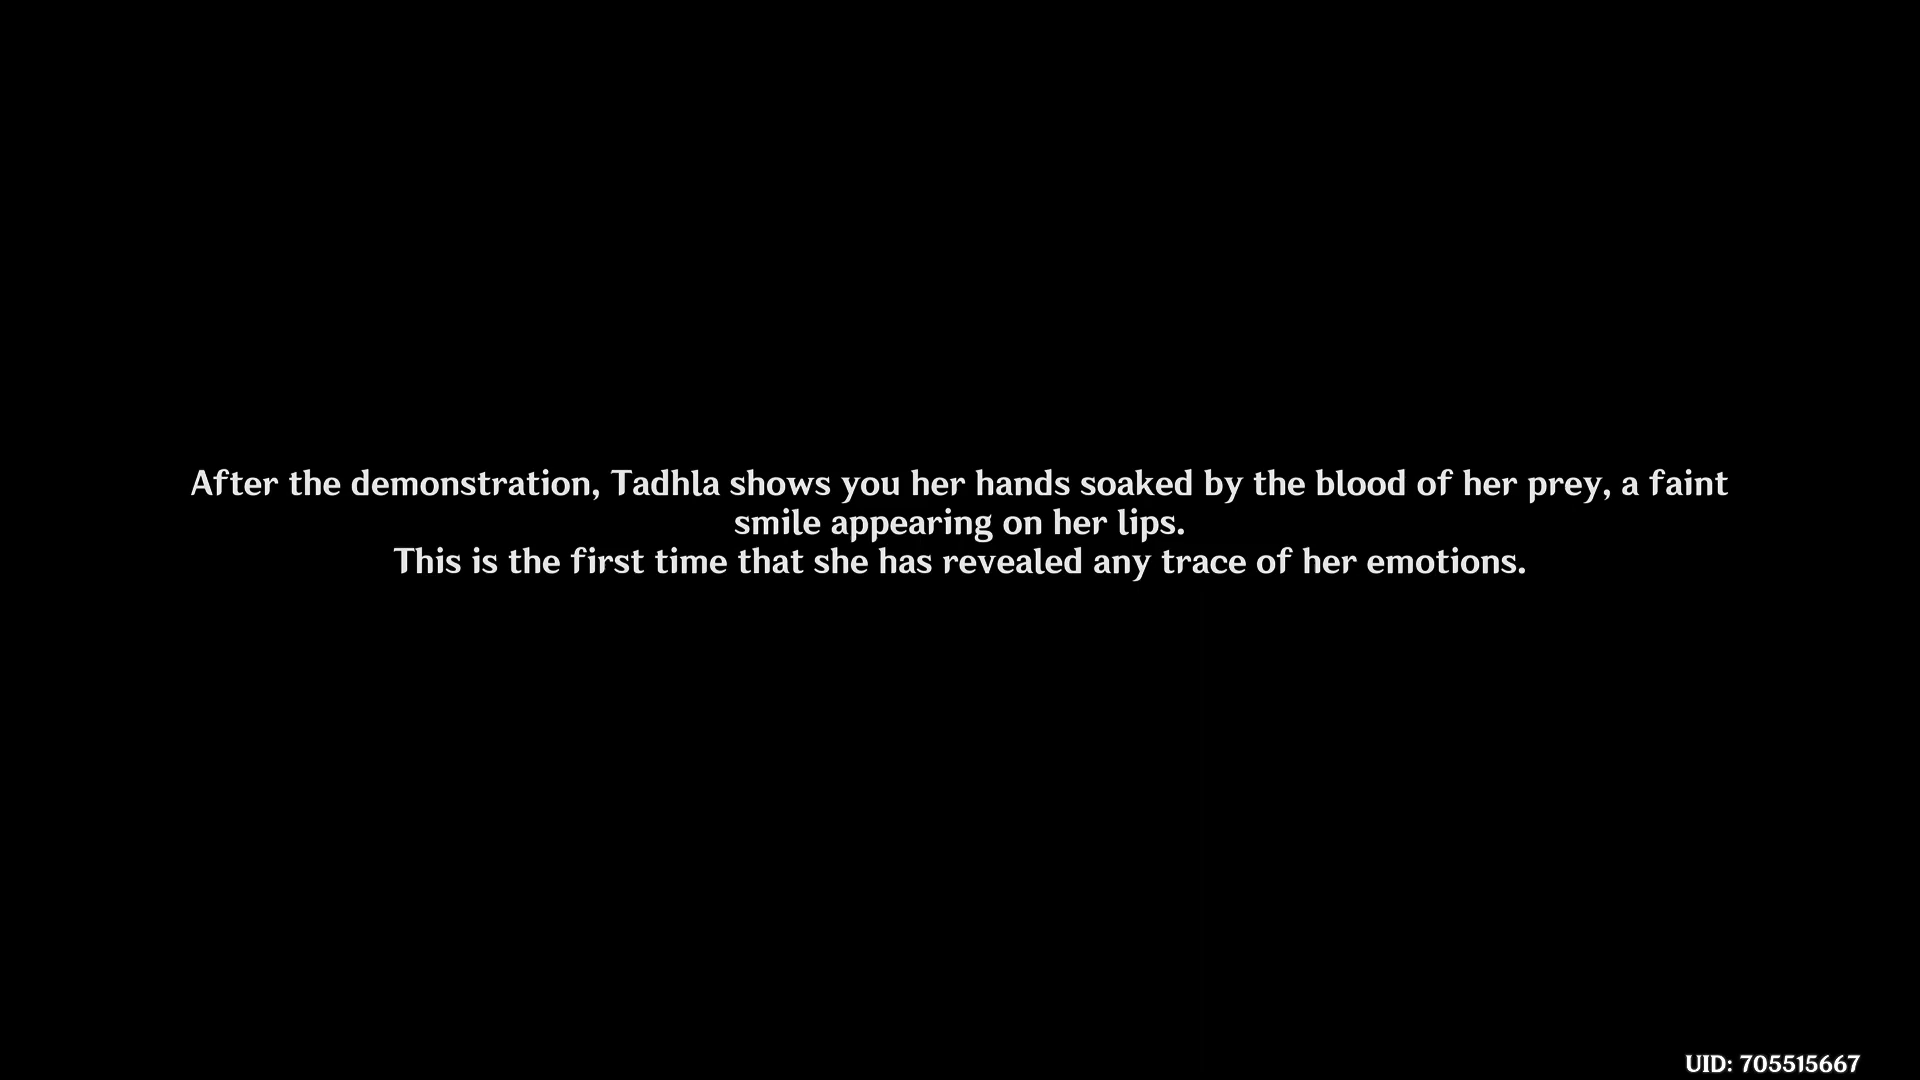 After the demonstration, Tadhla shows you her hands soaked by the blood of her prey, a faint
smile appearing on her lips.
This is the first time that she has revealed any trace of her emotions.
UID: 705515667